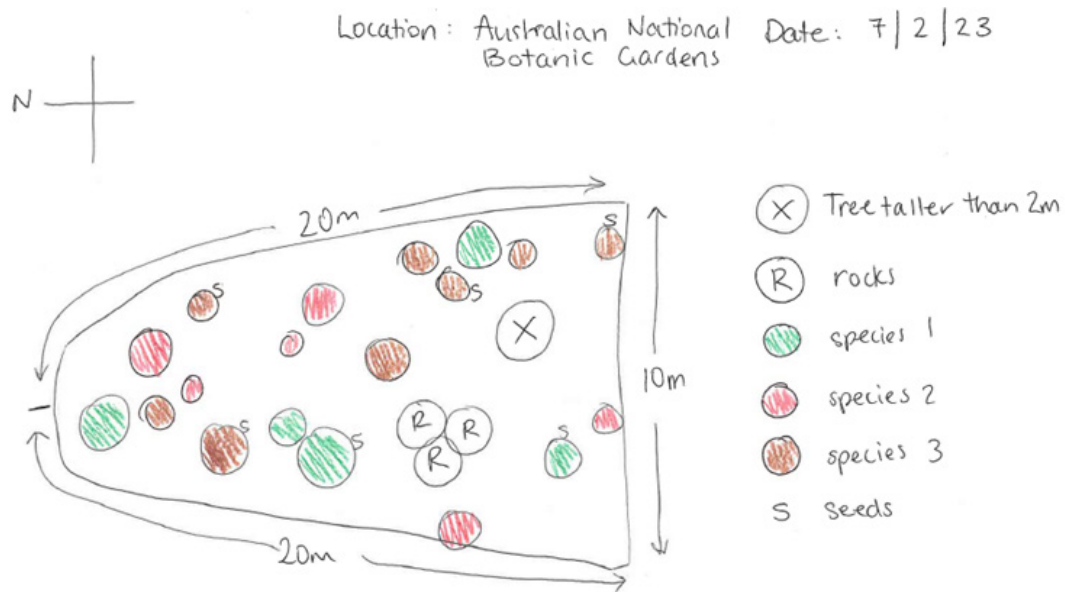 Location: Australian National Date: 7/2/23
Botanic Gardens
N
20m
S
S
S
X
10m
R
R
R
S
S
S
20m
X Tree taller than 2m
R rocks
species 1
species 2
species 3
S seeds